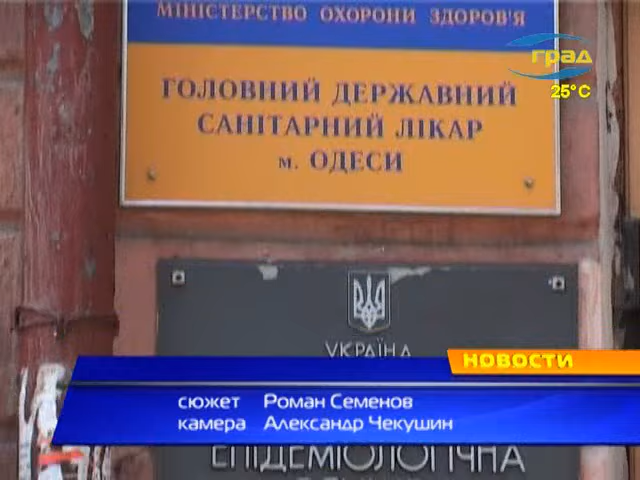 МІНІСТЕРСТВО ОХОРОНИ ЗДОРОВ'Я
град
25°C
ГОЛОВНИЙ ДЕРЖАВНИЙ
САНІТАРНИЙ ЛІКАР
м. ОДЕСИ
УКРАЇНА
НОВОСТИ
сюжет Роман Семенов
камера Александр Чекушин
ЕПІДЕМІОЛОГІЧНА